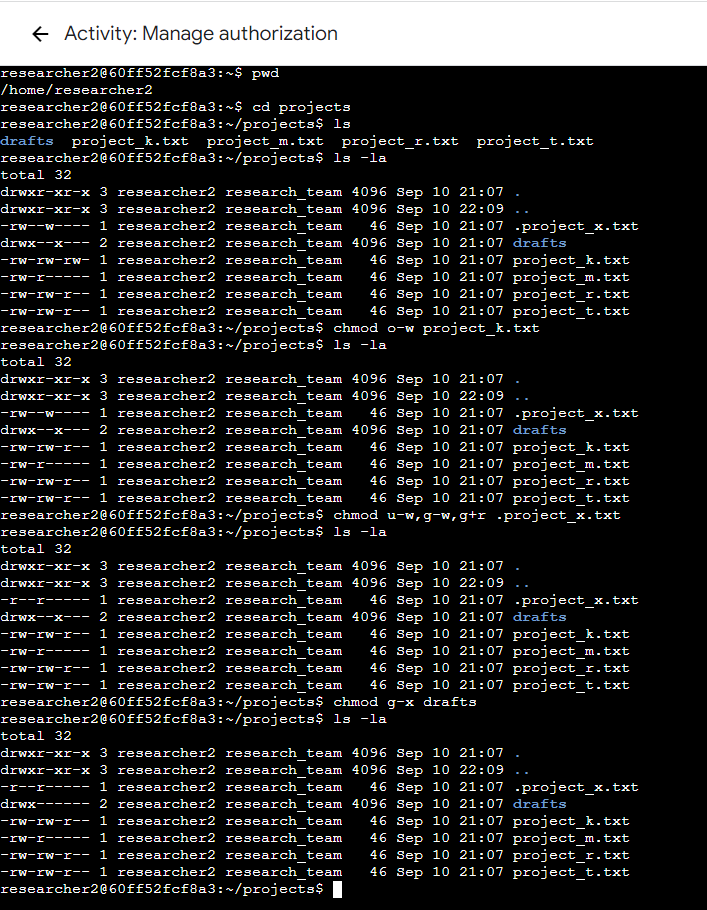 Activity: Manage authorization
researcher2@60ff52fcf8a3:~$ pwd
/home/researcher2
researcher2@60ff52fcf8a3:~$ cd projects
researcher2@60ff52fcf8a3:~/projects$ ls
drafts  project_k.txt  project_m.txt  project_r.txt  project_t.txt
researcher2@60ff52fcf8a3:~/projects$ ls -la
total 32
drwxr-xr-x 3 researcher2 research_team 4096 Sep 10 21:07 .
drwxr-xr-x 3 researcher2 research_team 4096 Sep 10 22:09 ..
-rw--w---- 1 researcher2 research_team   46 Sep 10 21:07 .project_x.txt
drwx--x--- 2 researcher2 research_team 4096 Sep 10 21:07 drafts
-rw-rw-rw- 1 researcher2 research_team   46 Sep 10 21:07 project_k.txt
-rw-r----- 1 researcher2 research_team   46 Sep 10 21:07 project_m.txt
-rw-rw-r-- 1 researcher2 research_team   46 Sep 10 21:07 project_r.txt
-rw-rw-r-- 1 researcher2 research_team   46 Sep 10 21:07 project_t.txt
researcher2@60ff52fcf8a3:~/projects$ chmod o-w project_k.txt
researcher2@60ff52fcf8a3:~/projects$ ls -la
total 32
drwxr-xr-x 3 researcher2 research_team 4096 Sep 10 21:07 .
drwxr-xr-x 3 researcher2 research_team 4096 Sep 10 22:09 ..
-rw--w---- 1 researcher2 research_team   46 Sep 10 21:07 .project_x.txt
drwx--x--- 2 researcher2 research_team 4096 Sep 10 21:07 drafts
-rw-rw-r-- 1 researcher2 research_team   46 Sep 10 21:07 project_k.txt
-rw-r----- 1 researcher2 research_team   46 Sep 10 21:07 project_m.txt
-rw-rw-r-- 1 researcher2 research_team   46 Sep 10 21:07 project_r.txt
-rw-rw-r-- 1 researcher2 research_team   46 Sep 10 21:07 project_t.txt
researcher2@60ff52fcf8a3:~/projects$ chmod u-w,g-w,g+r .project_x.txt
researcher2@60ff52fcf8a3:~/projects$ ls -la
total 32
drwxr-xr-x 3 researcher2 research_team 4096 Sep 10 21:07 .
drwxr-xr-x 3 researcher2 research_team 4096 Sep 10 22:09 ..
-r--r----- 1 researcher2 research_team   46 Sep 10 21:07 .project_x.txt
drwx--x--- 2 researcher2 research_team 4096 Sep 10 21:07 drafts
-rw-rw-r-- 1 researcher2 research_team   46 Sep 10 21:07 project_k.txt
-rw-r----- 1 researcher2 research_team   46 Sep 10 21:07 project_m.txt
-rw-rw-r-- 1 researcher2 research_team   46 Sep 10 21:07 project_r.txt
-rw-rw-r-- 1 researcher2 research_team   46 Sep 10 21:07 project_t.txt
researcher2@60ff52fcf8a3:~/projects$ chmod g-x drafts
researcher2@60ff52fcf8a3:~/projects$ ls -la
total 32
drwxr-xr-x 3 researcher2 research_team 4096 Sep 10 21:07 .
drwxr-xr-x 3 researcher2 research_team 4096 Sep 10 22:09 ..
-r--r----- 1 researcher2 research_team   46 Sep 10 21:07 .project_x.txt
drwx------ 2 researcher2 research_team 4096 Sep 10 21:07 drafts
-rw-rw-r-- 1 researcher2 research_team   46 Sep 10 21:07 project_k.txt
-rw-r----- 1 researcher2 research_team   46 Sep 10 21:07 project_m.txt
-rw-rw-r-- 1 researcher2 research_team   46 Sep 10 21:07 project_r.txt
-rw-rw-r-- 1 researcher2 research_team   46 Sep 10 21:07 project_t.txt
researcher2@60ff52fcf8a3:~/projects$